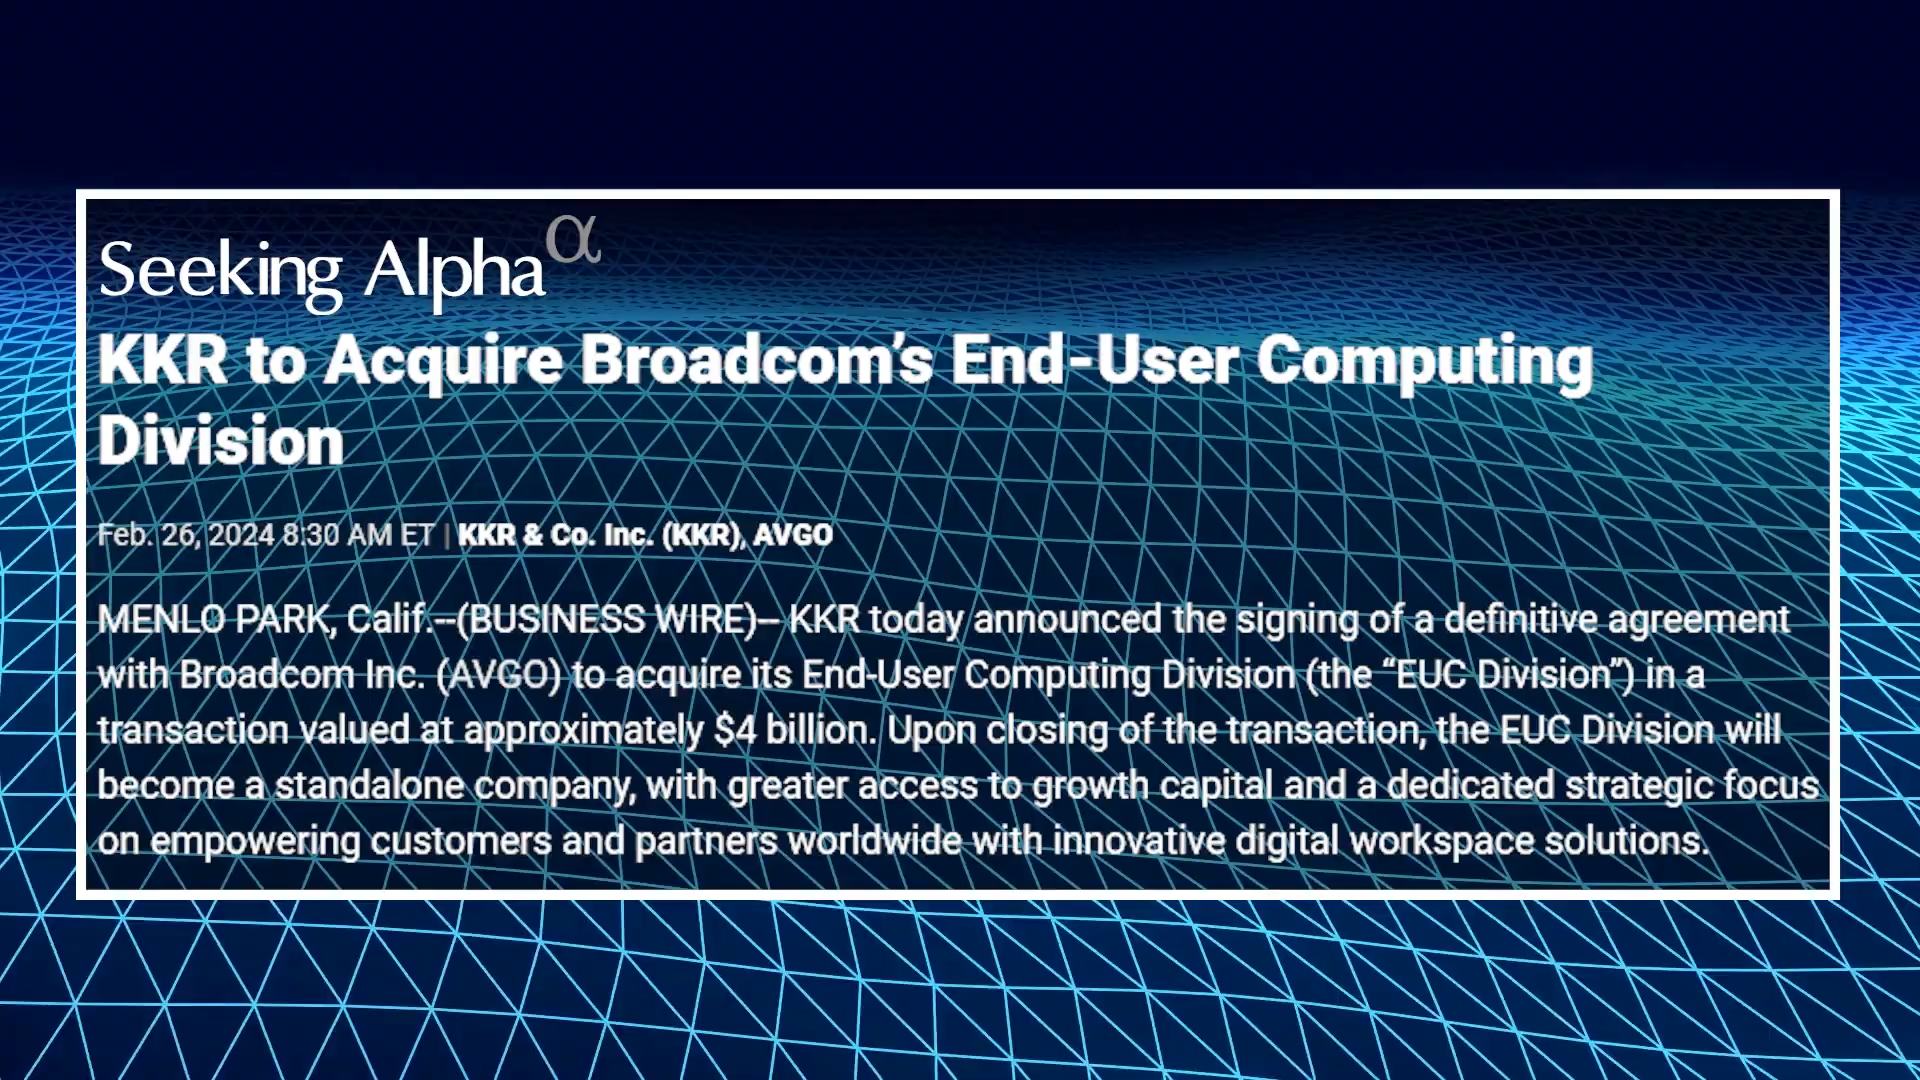 Seeking Alpha α
KKR to Acquire Broadcom’s End-User Computing
Division
Feb. 26, 2024 8:30 AM ET | KKR & Co. Inc. (KKR), AVGO
MENLO PARK, Calif.--(BUSINESS WIRE)-- KKR today announced the signing of a definitive agreement
with Broadcom Inc. (AVGO) to acquire its End-User Computing Division (the “EUC Division”) in a
transaction valued at approximately $4 billion. Upon closing of the transaction, the EUC Division will
become a standalone company, with greater access to growth capital and a dedicated strategic focus
on empowering customers and partners worldwide with innovative digital workspace solutions.